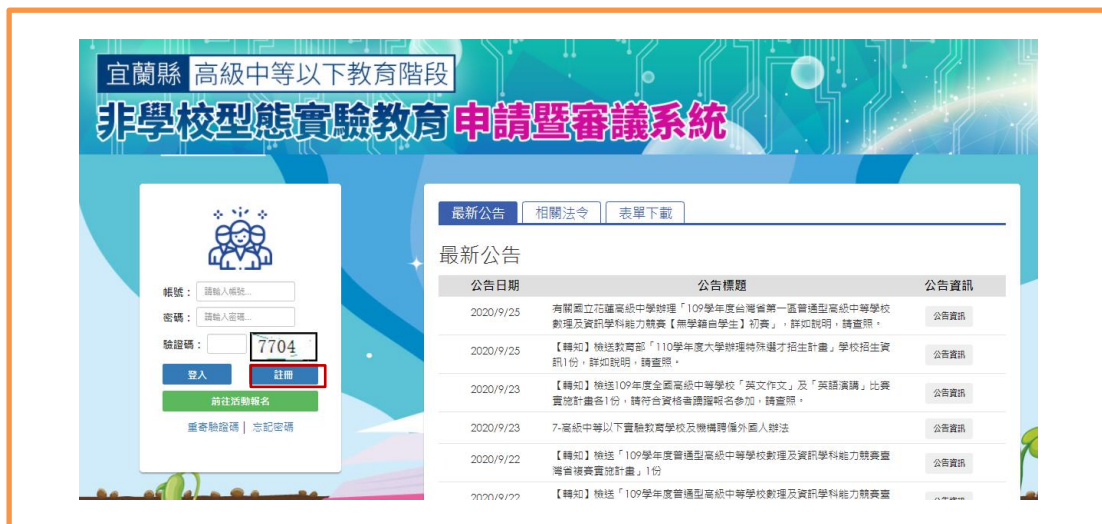 宜蘭縣 高級中等以下教育階段
非學校型態實驗教育申請暨審議系統
帳號： 請輸入帳號...
密碼： 請輸入密碼...
驗證碼： 7704
登入 註冊
前往活動報名
重寄驗證碼 | 忘記密碼
最新公告 相關法令 表單下載
最新公告
公告日期 公告標題 公告資訊
2020/9/25 有關國立花蓮高級中學辦理「109學年度台灣省第一區普通型高級中等學校
數理及資訊學科能力競賽【無學籍自學生】初賽」，詳如說明，請查照。 公告資訊
2020/9/25 【轉知】檢送教育部「110學年度大學辦理特殊選才招生計畫」學校招生資
訊1份，詳如說明，請查照。 公告資訊
2020/9/23 【轉知】檢送109年度全國高級中等學校「英文作文」及「英語演講」比賽
實施計畫各1份，請符合資格者踴躍報名參加，請查照。 公告資訊
2020/9/23 7-高級中等以下實驗教育學校及機構聘僱外國人辦法 公告資訊
2020/9/22 【轉知】檢送「109學年度普通型高級中等學校數理及資訊學科能力競賽臺
灣省複賽實施計畫」1份 公告資訊
2020/9/22 【轉知】檢送「109學年度普通型高級中等學校數理及資訊學科能力競賽臺